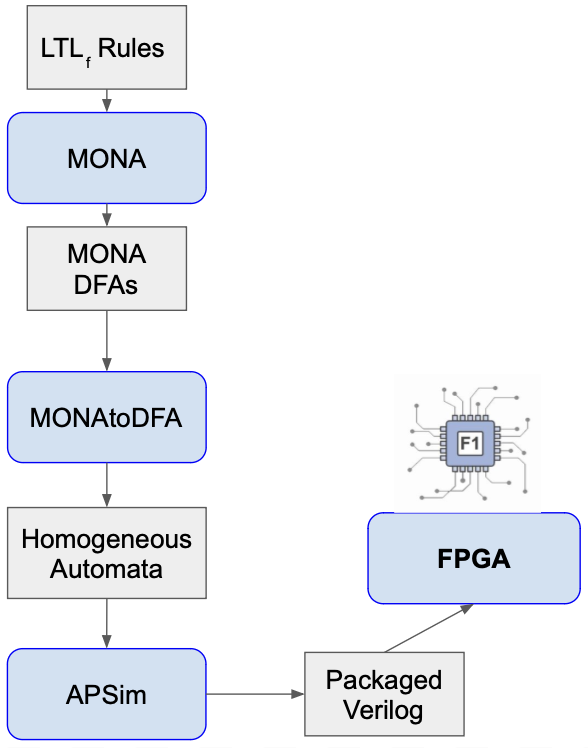 LTLf Rules
MONA
MONA
DFAs
MONAtoDFA
Homogeneous
Automata
APSim
Packaged
Verilog
F1
FPGA